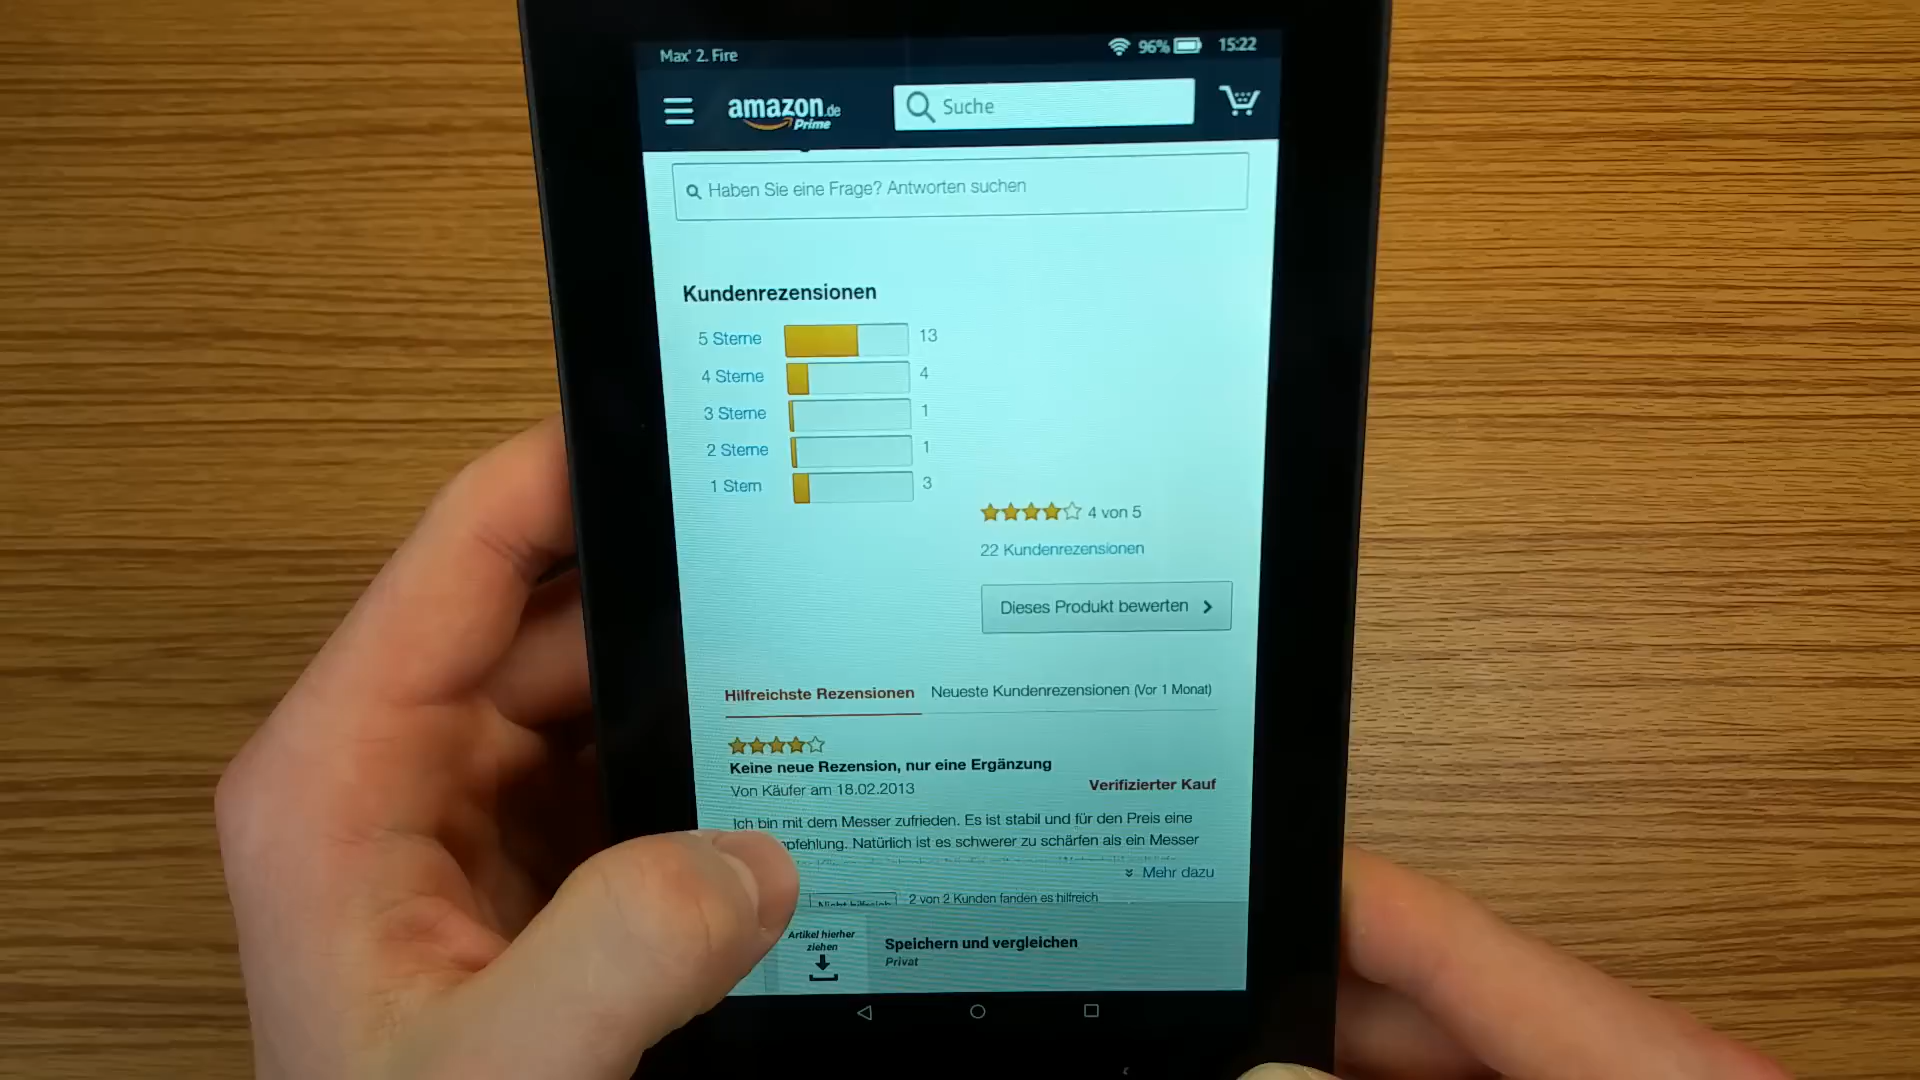 Max' 2. Fire
96%
15:22
amazon.de
Prime
Suche
Haben Sie eine Frage? Antworten suchen
Kundenrezensionen
5 Sterne 13
4 Sterne 4
3 Sterne 1
2 Sterne 1
1 Stern 3
4 von 5
22 Kundenrezensionen
Dieses Produkt bewerten
Hilfreichste Rezensionen Neueste Kundenrezensionen (Vor 1 Monat)
Keine neue Rezension, nur eine Ergänzung
Von Käufer am 18.02.2013
Verifizierter Kauf
Ich bin mit dem Messer zufrieden. Es ist stabil und für den Preis eine
pfehlung. Natürlich ist es schwerer zu schärfen als ein Messer
Mehr dazu
Nicht hilfreich 2 von 2 Kunden fanden es hilfreich
Artikel hierher
ziehen
Speichern und vergleichen
Privat